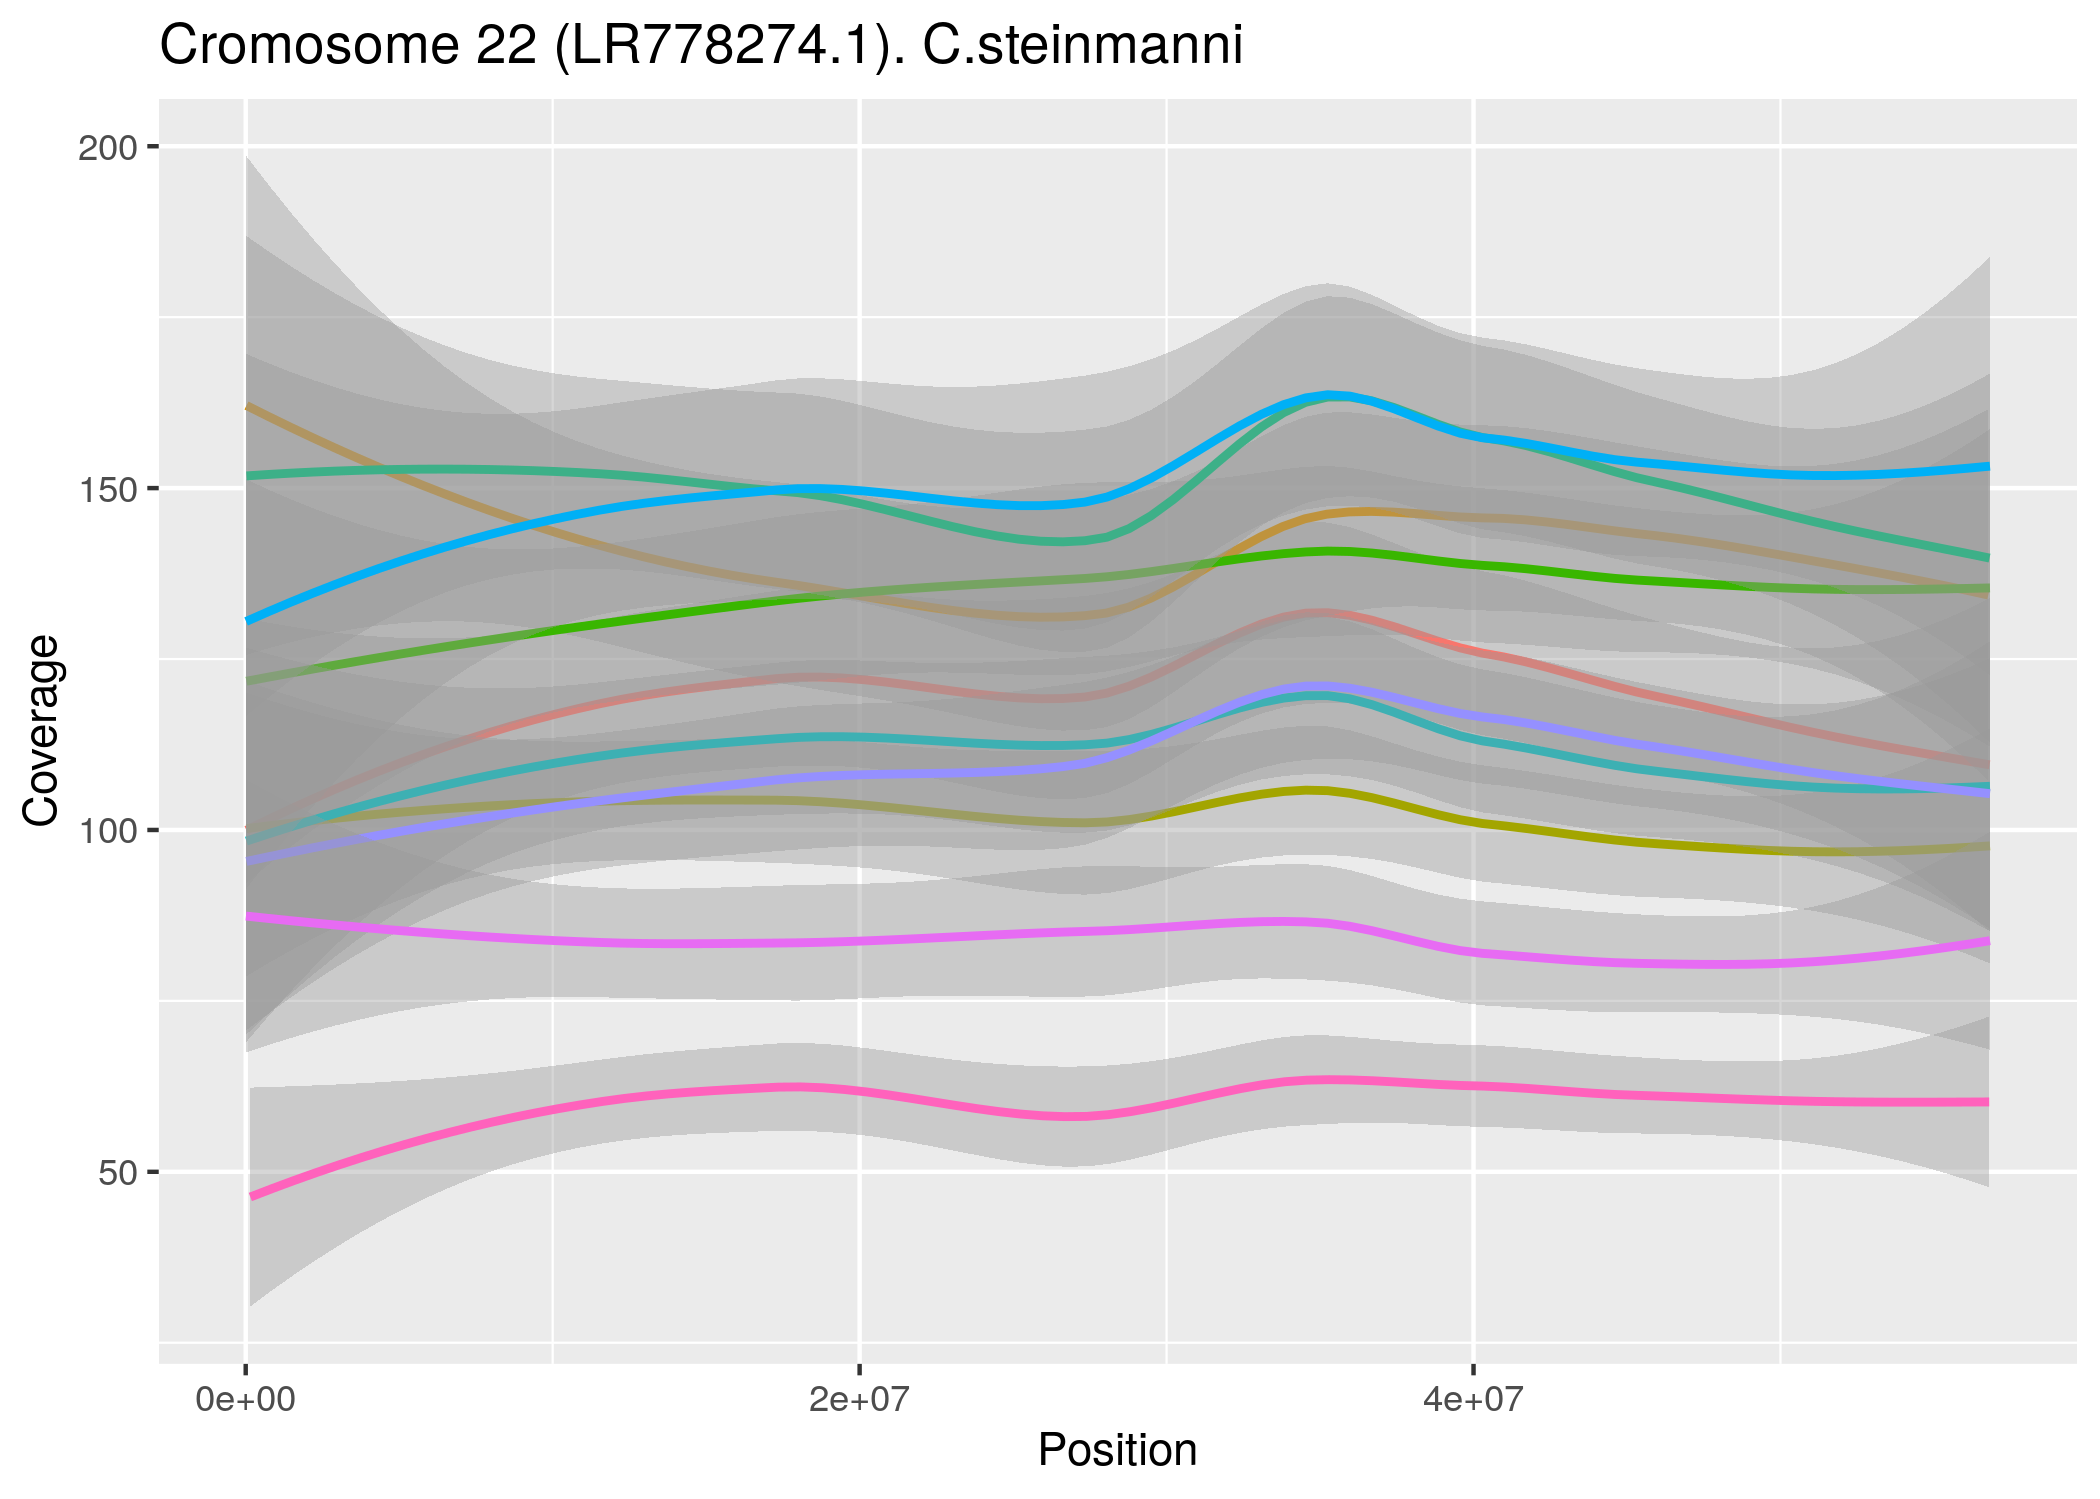 Cromosome 22 (LR778274.1). C.steinmanni
200
150
100
50
Coverage
0e+00
2e+07
4e+07
Position